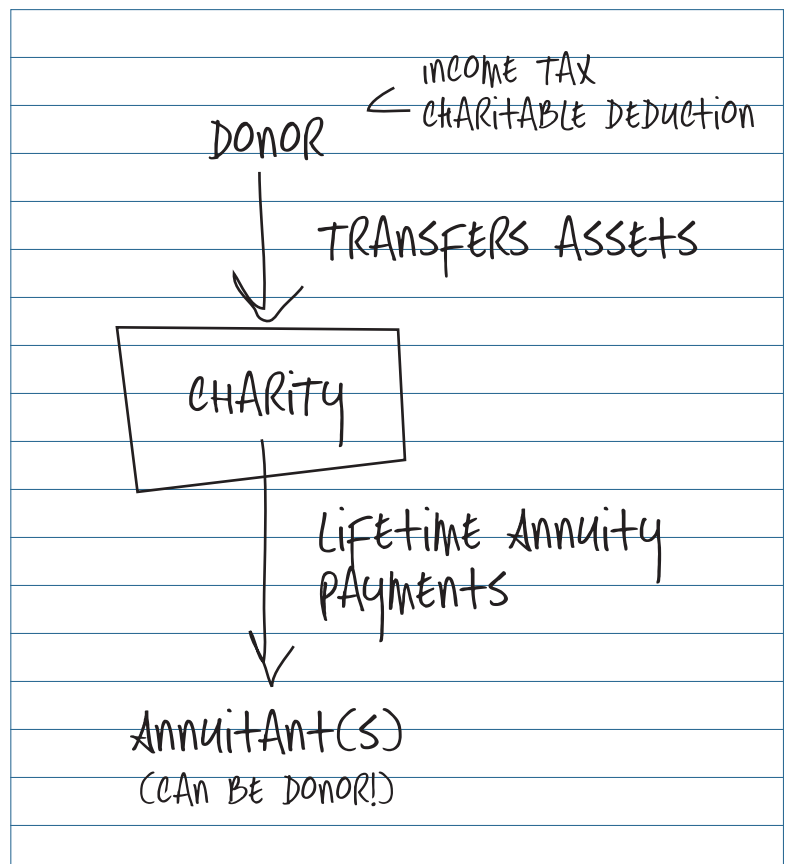 INCOME TAX
CHARITABLE DEDUCTION
DONOR
TRANSFERS ASSETS
CHARITY
LIFETIME ANNUITY
PAYMENTS
ANNUITANT(S)
(CAN BE DONOR!)